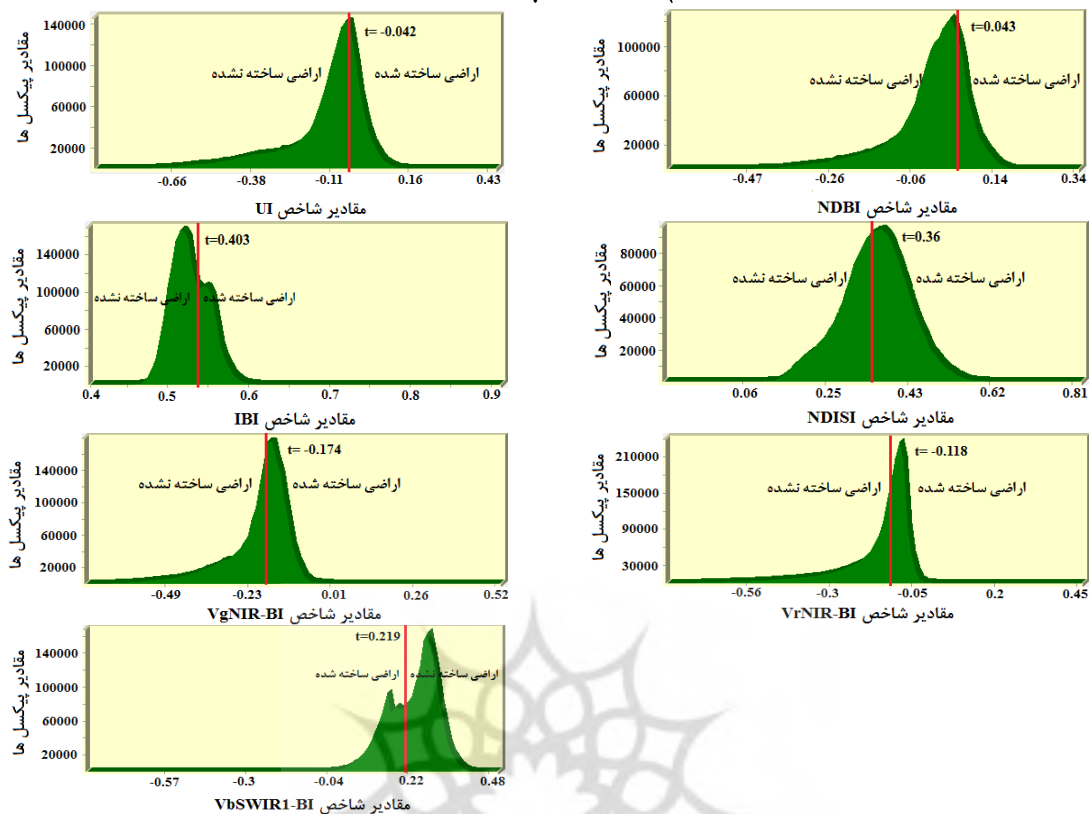 مقادیر پیکسل ها
140000
100000
60000
20000
t= -0.042
اراضی ساخته نشده
اراضی ساخته شده
-0.66 -0.38 -0.11 0.16 0.43
مقادیر شاخص UI
مقادیر پیکسل ها
100000
60000
20000
t= 0.043
اراضی ساخته نشده
اراضی ساخته شده
-0.47 -0.26 -0.06 0.14 0.34
مقادیر شاخص NDBI
مقادیر پیکسل ها
140000
100000
60000
20000
t=0.403
اراضی ساخته نشده
اراضی ساخته شده
0.4 0.5 0.6 0.7 0.9
مقادیر شاخص IBI
مقادیر پیکسل ها
80000
60000
40000
20000
t=0.36
اراضی ساخته نشده
اراضی ساخته شده
0.06 0.25 0.43 0.62 0.81
مقادیر شاخص NDISI
مقادیر پیکسل ها
140000
100000
60000
20000
t= -0.174
اراضی ساخته نشده
اراضی ساخته شده
-0.49 -0.23 0.01 0.26 0.52
مقادیر شاخص VgNIR-BI
مقادیر پیکسل ها
210000
150000
90000
30000
t= -0.118
اراضی ساخته نشده
اراضی ساخته شده
-0.56 -0.3 -0.05 0.2 0.45
مقادیر شاخص VrNIR-BI
مقادیر پیکسل ها
140000
100000
60000
20000
t=0.219
اراضی ساخته شده
اراضی ساخته نشده
-0.57 -0.3 -0.04 0.22 0.48
مقادیر شاخص VbSWIR1-BI